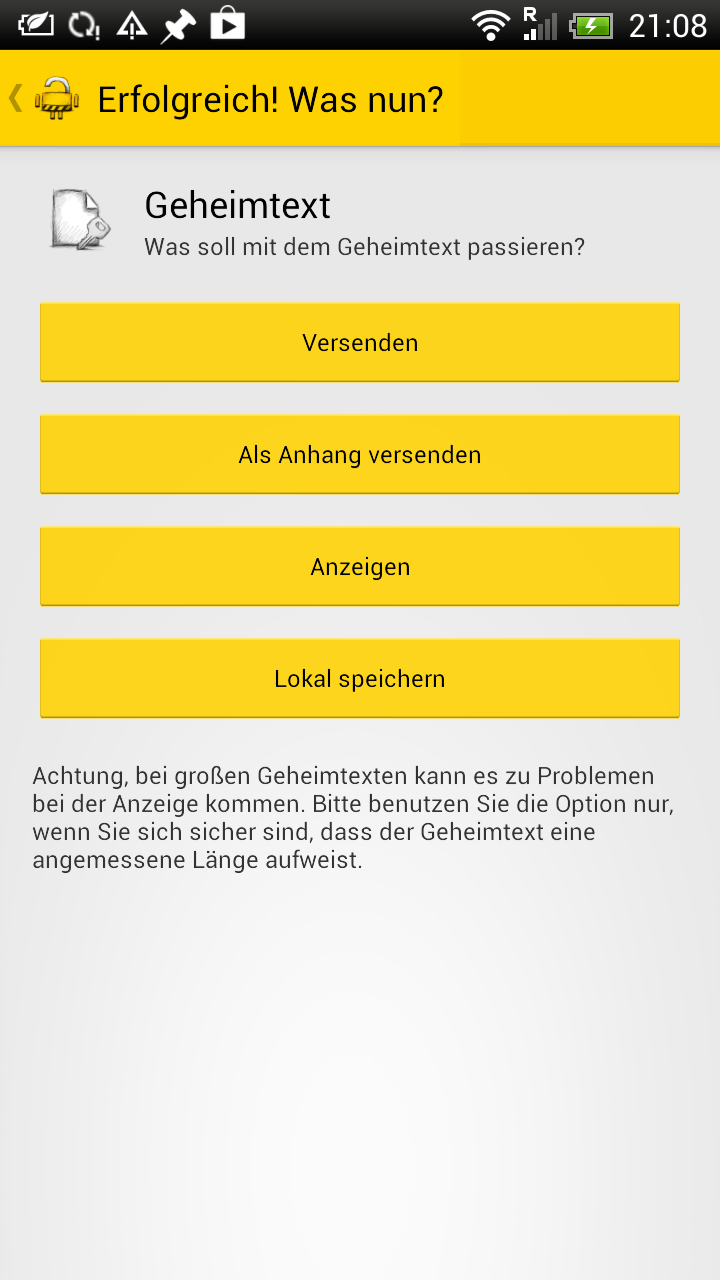 R
21:08
Erfolgreich! Was nun?
Geheimtext
Was soll mit dem Geheimtext passieren?
Versenden
Als Anhang versenden
Anzeigen
Lokal speichern
Achtung, bei großen Geheimtexten kann es zu Problemen
bei der Anzeige kommen. Bitte benutzen Sie die Option nur,
wenn Sie sich sicher sind, dass der Geheimtext eine
angemessene Länge aufweist.